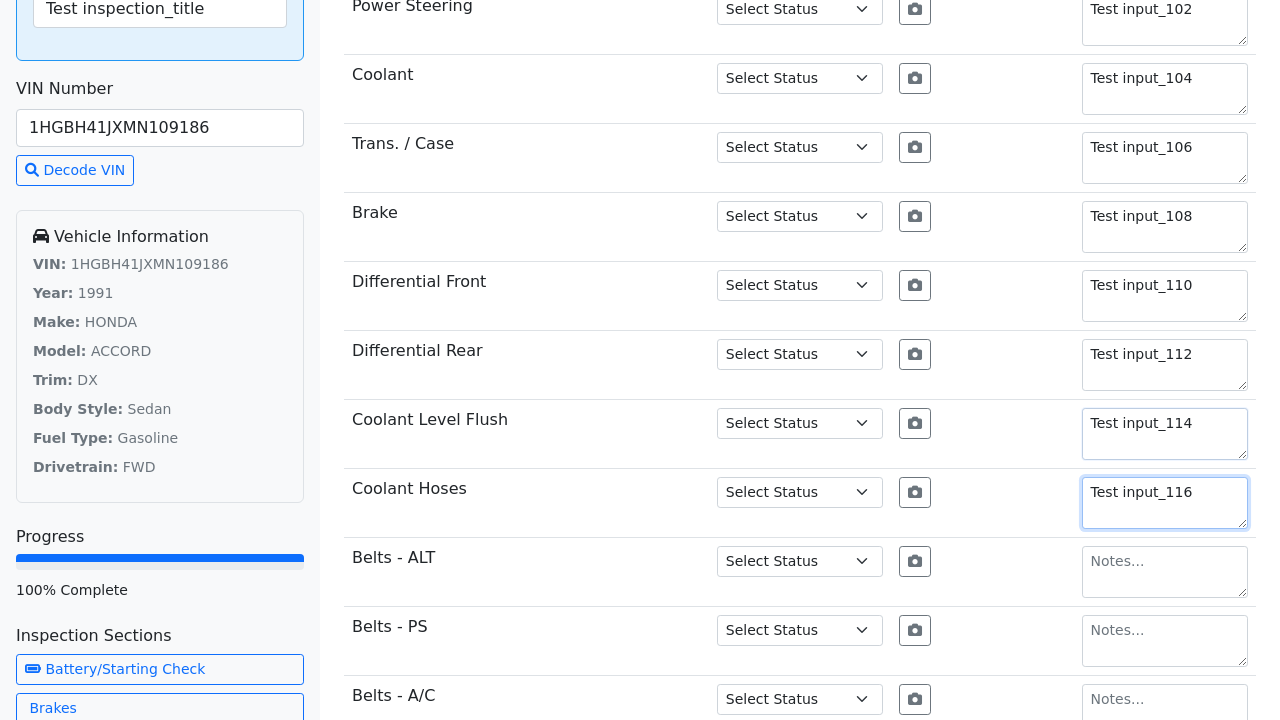 Test inspection_title
VIN Number
1HGBH41JXMN109186
Decode VIN
Vehicle Information
VIN: 1HGBH41JXMN109186
Year: 1991
Make: HONDA
Model: ACCORD
Trim: DX
Body Style: Sedan
Fuel Type: Gasoline
Drivetrain: FWD
Progress
100% Complete
Inspection Sections
Battery/Starting Check
Brakes
Power Steering Select Status Test input_102
Coolant Select Status Test input_104
Trans. / Case Select Status Test input_106
Brake Select Status Test input_108
Differential Front Select Status Test input_110
Differential Rear Select Status Test input_112
Coolant Level Flush Select Status Test input_114
Coolant Hoses Select Status Test input_116
Belts - ALT Select Status Notes...
Belts - PS Select Status Notes...
Belts - A/C Select Status Notes...